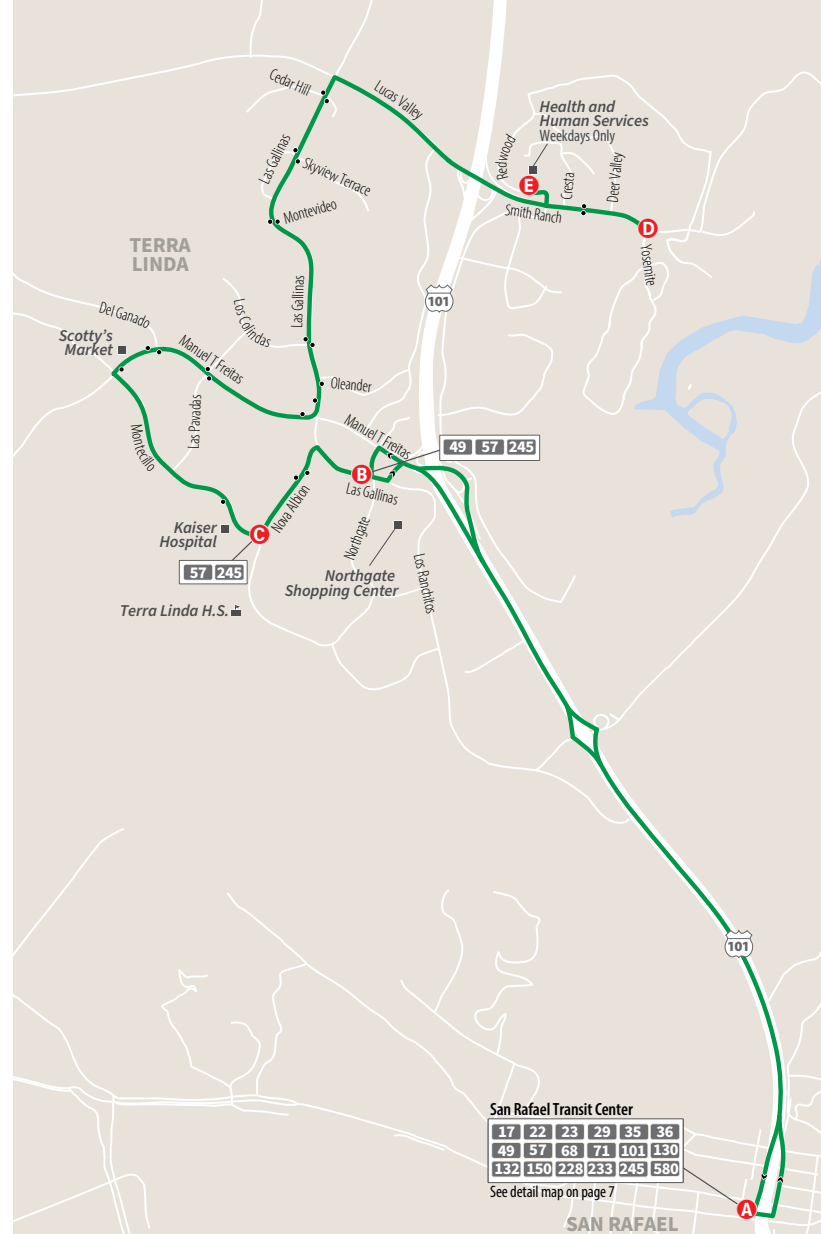 Cedar Hill
Lucas Valley
Health and
Human Services
Weekdays Only
Redwood
Las Gallinas
Skyview Terrace
E
Cresta
Deer Valley
Smith Ranch
D
Montevideo
Yosemite
TERRA
LINDA
101
Las Gallinas
Los Colindas
Del Ganado
Scotty's
Market
Manuel T Freitas
Oleander
Las Pavadas
Montecillo
Manuel T Freitas
49 57 245
B
Las Gallinas
Nova Albion
Kaiser
Hospital
C
Northgate
57 245
Northgate
Shopping Center
Los Ranchitos
Terra Linda H.S.
101
San Rafael Transit Center
17 22 23 29 35 36
49 57 68 71 101 130
132 150 228 233 245 580
See detail map on page 7
A
SAN RAFAEL